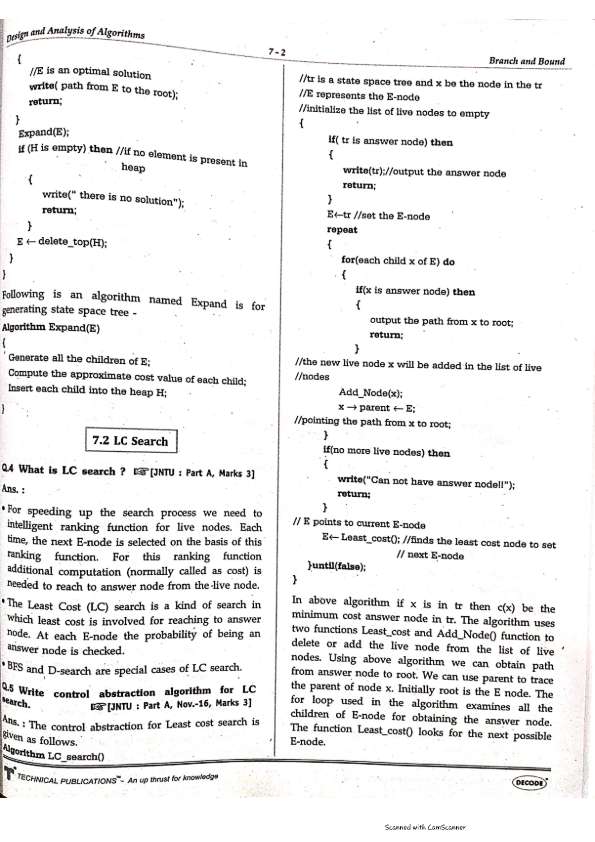 Design and Analysis of Algorithms
7 - 2
Branch and Bound
{
//E is an optimal solution
write( path from E to the root);
return;
}
Expand(E);
if (H is empty) then //if no element is present in
heap
{
write(" there is no solution");
return;
}
E ← delete_top(H);
}
}
Following is an algorithm named Expand is for
generating state space tree -
Algorithm Expand(E)
{
Generate all the children of E;
Compute the approximate cost value of each child;
Insert each child into the heap H;
}
7.2 LC Search
Q.4 What is LC search ? ☞[JNTU : Part A, Marks 3]
Ans. :
• For speeding up the search process we need to
intelligent ranking function for live nodes. Each
time, the next E-node is selected on the basis of this
ranking function. For this ranking function
additional computation (normally called as cost) is
needed to reach to answer node from the live node.
• The Least Cost (LC) search is a kind of search in
which least cost is involved for reaching to answer
node. At each E-node the probability of being an
answer node is checked.
• BFS and D-search are special cases of LC search.
Q.5 Write control abstraction algorithm for LC
search. ☞[JNTU : Part A, Nov.-16, Marks 3]
Ans. : The control abstraction for Least cost search is
given as follows.
Algorithm LC_search()
//tr is a state space tree and x be the node in the tr
//E represents the E-node
//initialize the list of live nodes to empty
{
if( tr is answer node) then
{
write(tr);//output the answer node
return;
}
E←tr //set the E-node
repeat
{
for(each child x of E) do
{
if(x is answer node) then
{
output the path from x to root;
return;
}
//the new live node x will be added in the list of live
//nodes
Add_Node(x);
x → parent ← E;
//pointing the path from x to root;
}
if(no more live nodes) then
{
write("Can not have answer node!!");
return;
}
// E points to current E-node
E← Least_cost(); //finds the least cost node to set
// next E-node
}until(false);
}
In above algorithm if x is in tr then c(x) be the
minimum cost answer node in tr. The algorithm uses
two functions Least_cost and Add_Node() function to
delete or add the live node from the list of live
nodes. Using above algorithm we can obtain path
from answer node to root. We can use parent to trace
the parent of node x. Initially root is the E node. The
for loop used in the algorithm examines all the
children of E-node for obtaining the answer node.
The function Least_cost() looks for the next possible
E-node.
TECHNICAL PUBLICATIONS™- An up thrust for knowledge
DECODE
Scanned with CamScanner